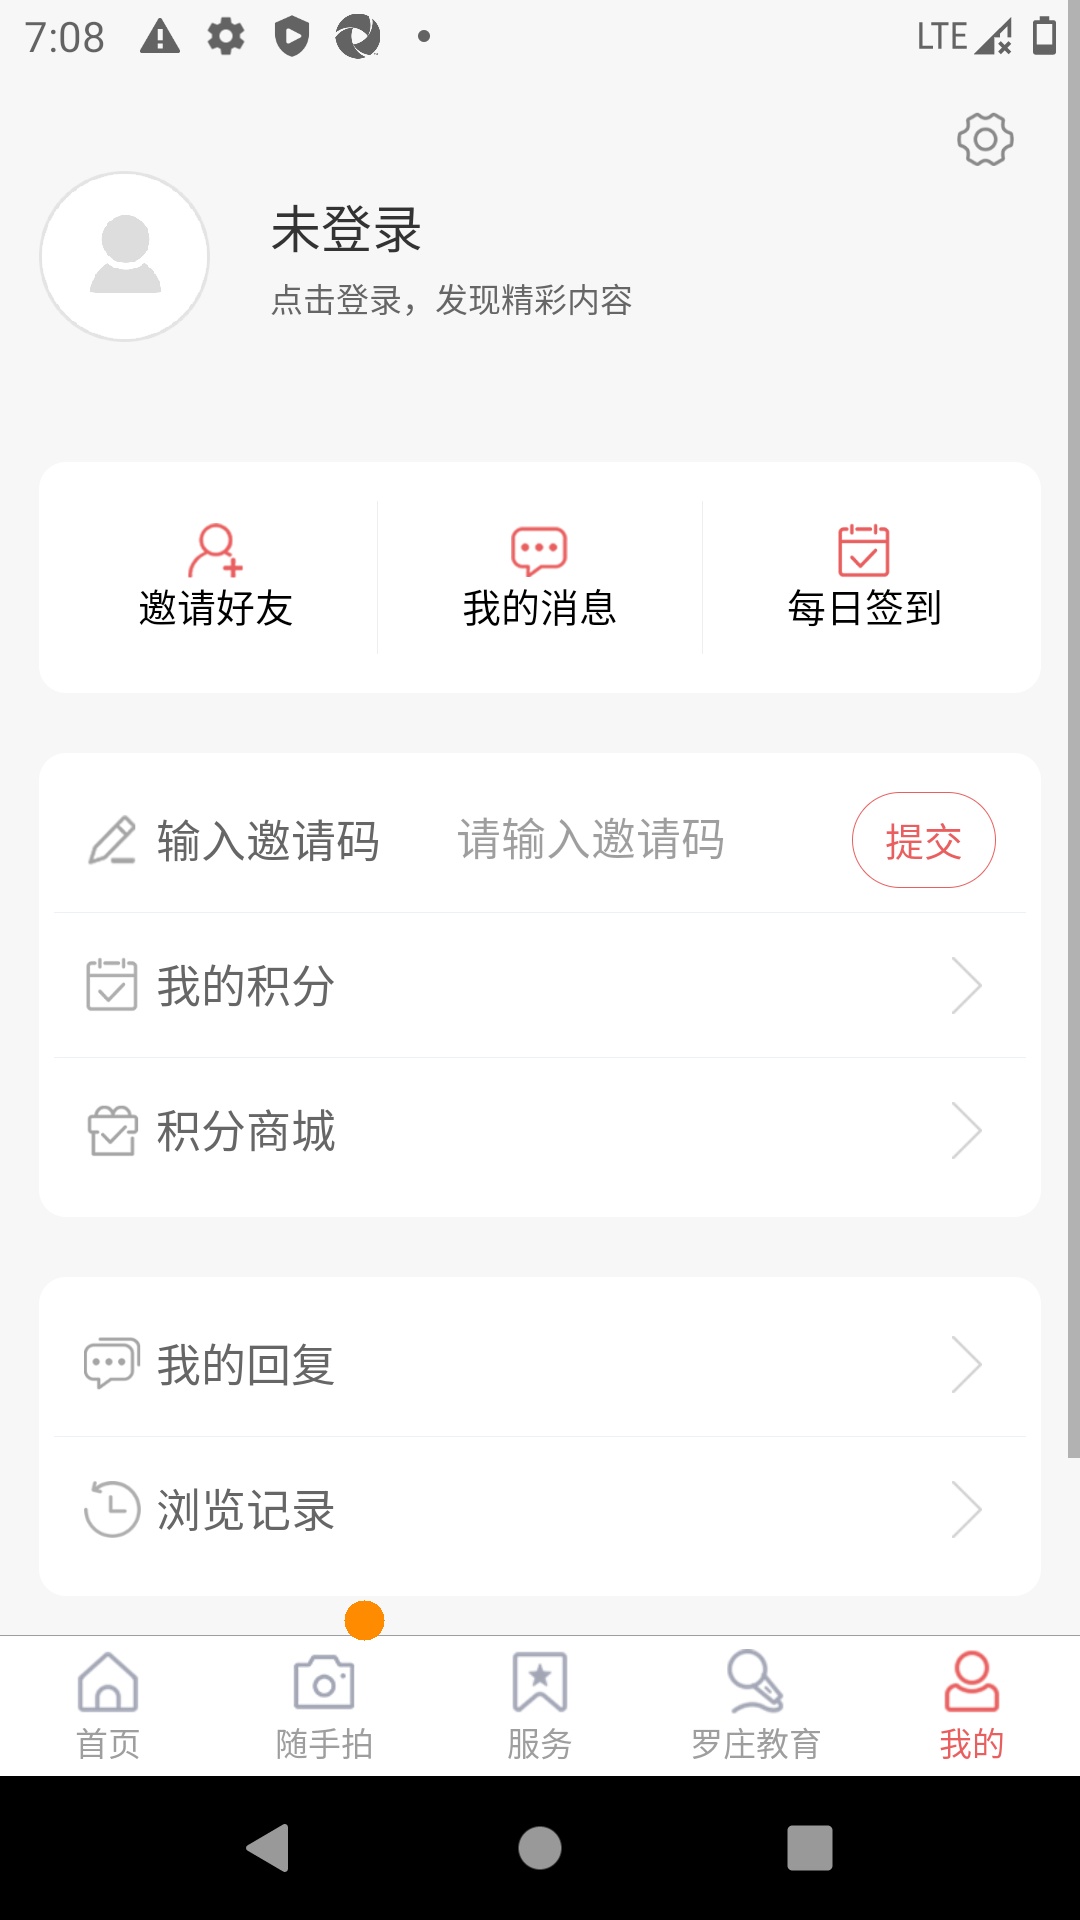 7:08
LTE
未登录
点击登录，发现精彩内容
邀请好友
我的消息
每日签到
输入邀请码
请输入邀请码
提交
我的积分
积分商城
我的回复
浏览记录
首页
随手拍
服务
罗庄教育
我的